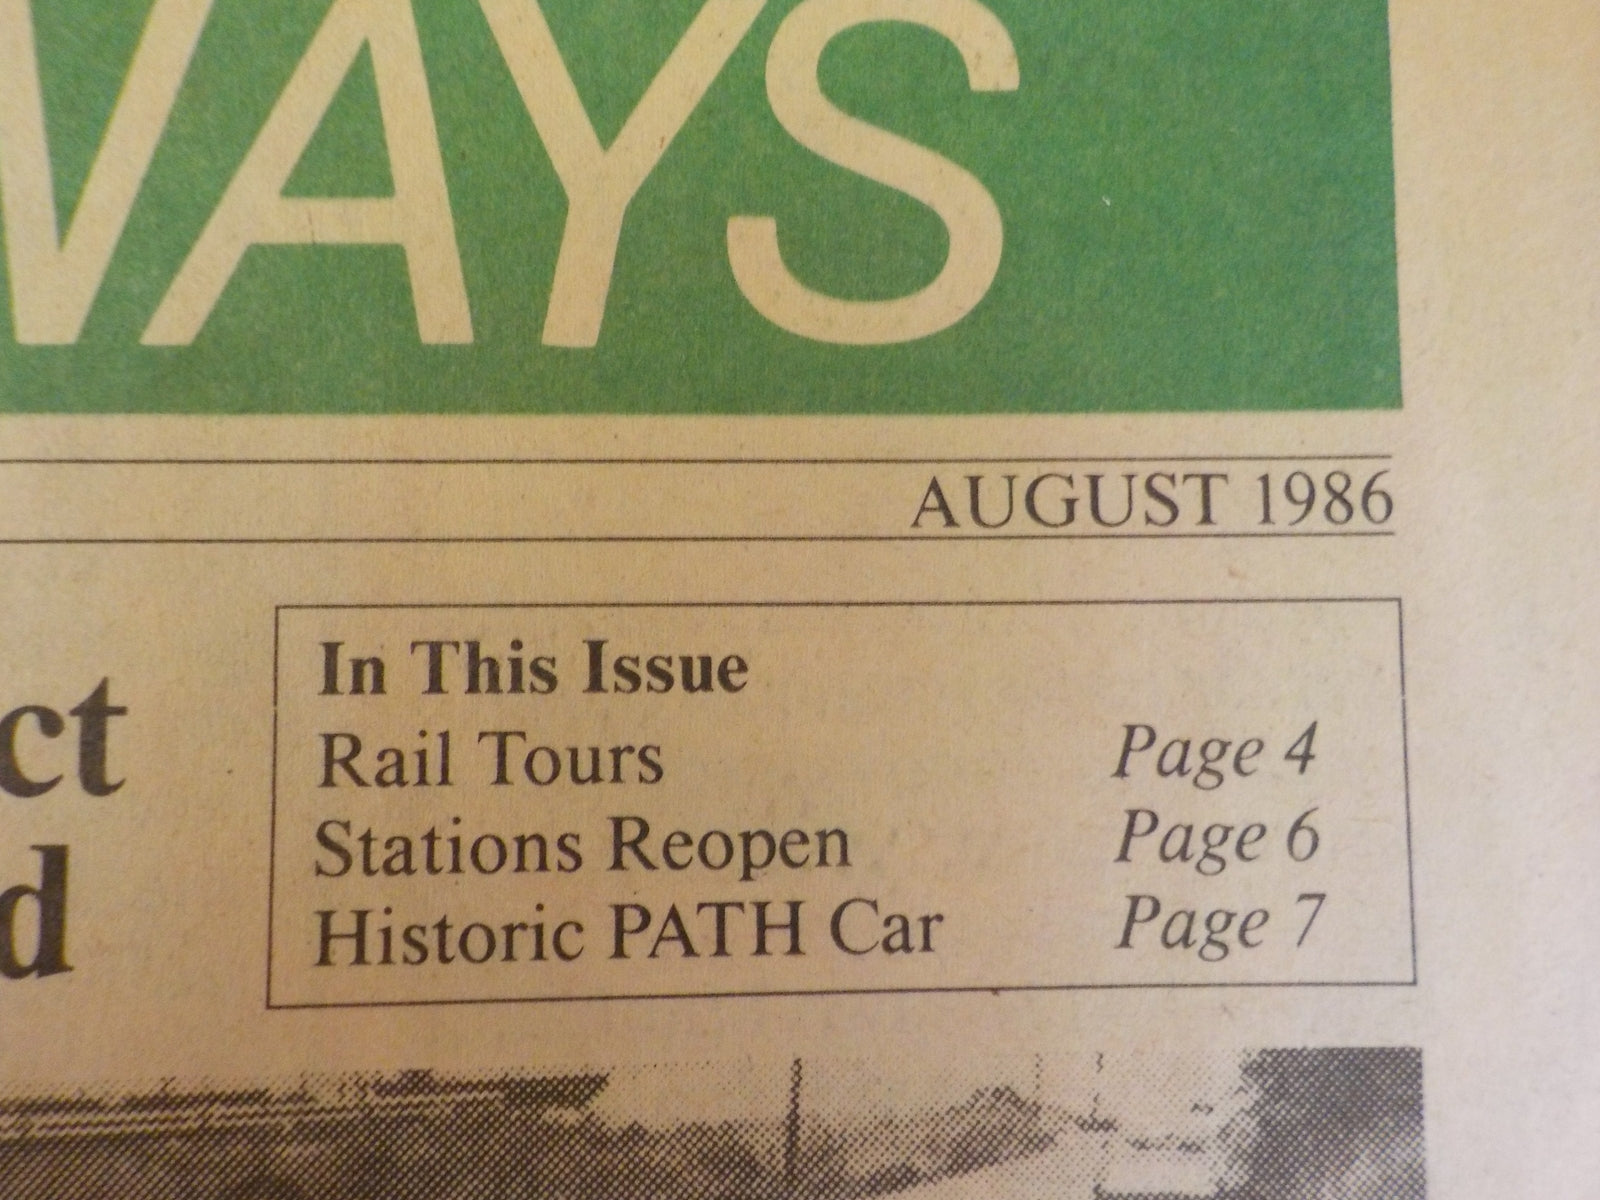 WAYS
AUGUST 1986
ct
d
In This Issue
Rail Tours Page 4
Stations Reopen Page 6
Historic PATH Car Page 7